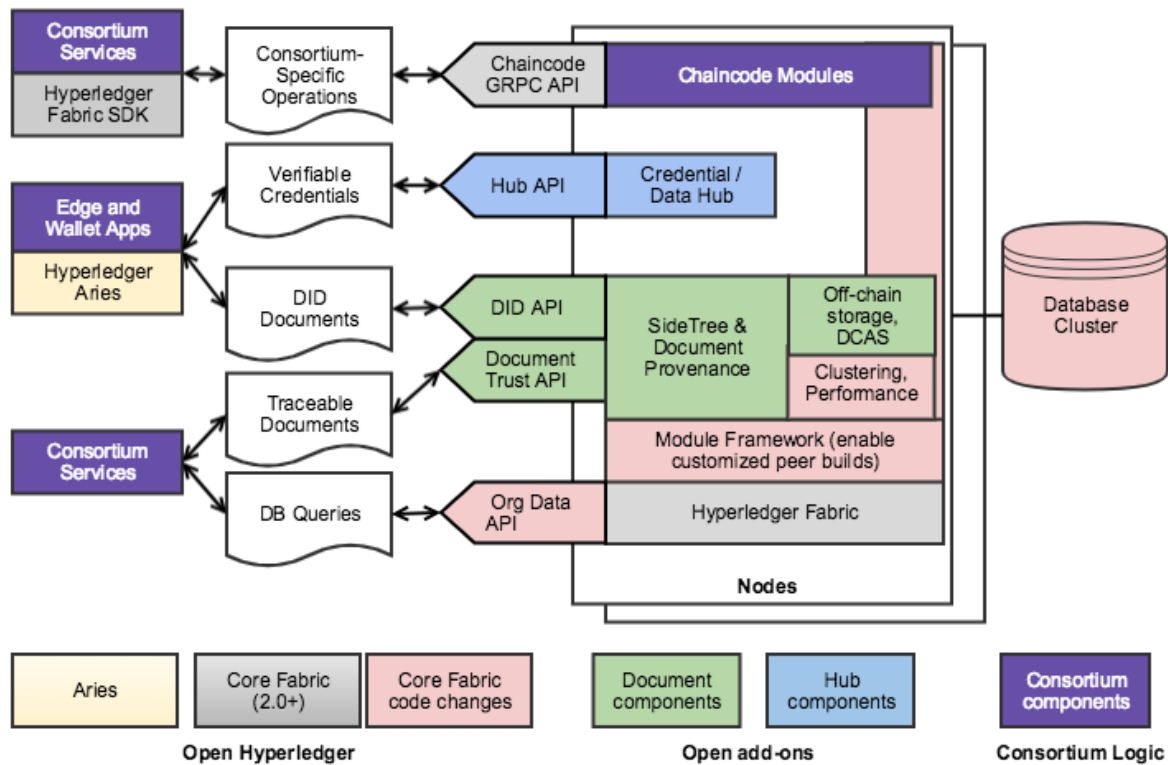 Consortium
Services
Hyperledger
Fabric SDK
Consortium-
Specific
Operations
Chaincode
GRPC API
Chaincode Modules
Verifiable
Credentials
Hub API
Credential /
Data Hub
Edge and
Wallet Apps
Hyperledger
Aries
DID
Documents
DID API
Document
Trust API
SideTree &
Document
Provenance
Off-chain
storage,
DCAS
Clustering,
Performance
Database
Cluster
Traceable
Documents
Consortium
Services
DB Queries
Org Data
API
Module Framework (enable
customized peer builds)
Hyperledger Fabric
Nodes
Aries
Core Fabric
(2.0+)
Core Fabric
code changes
Document
components
Hub
components
Consortium
components
Open Hyperledger
Open add-ons
Consortium Logic